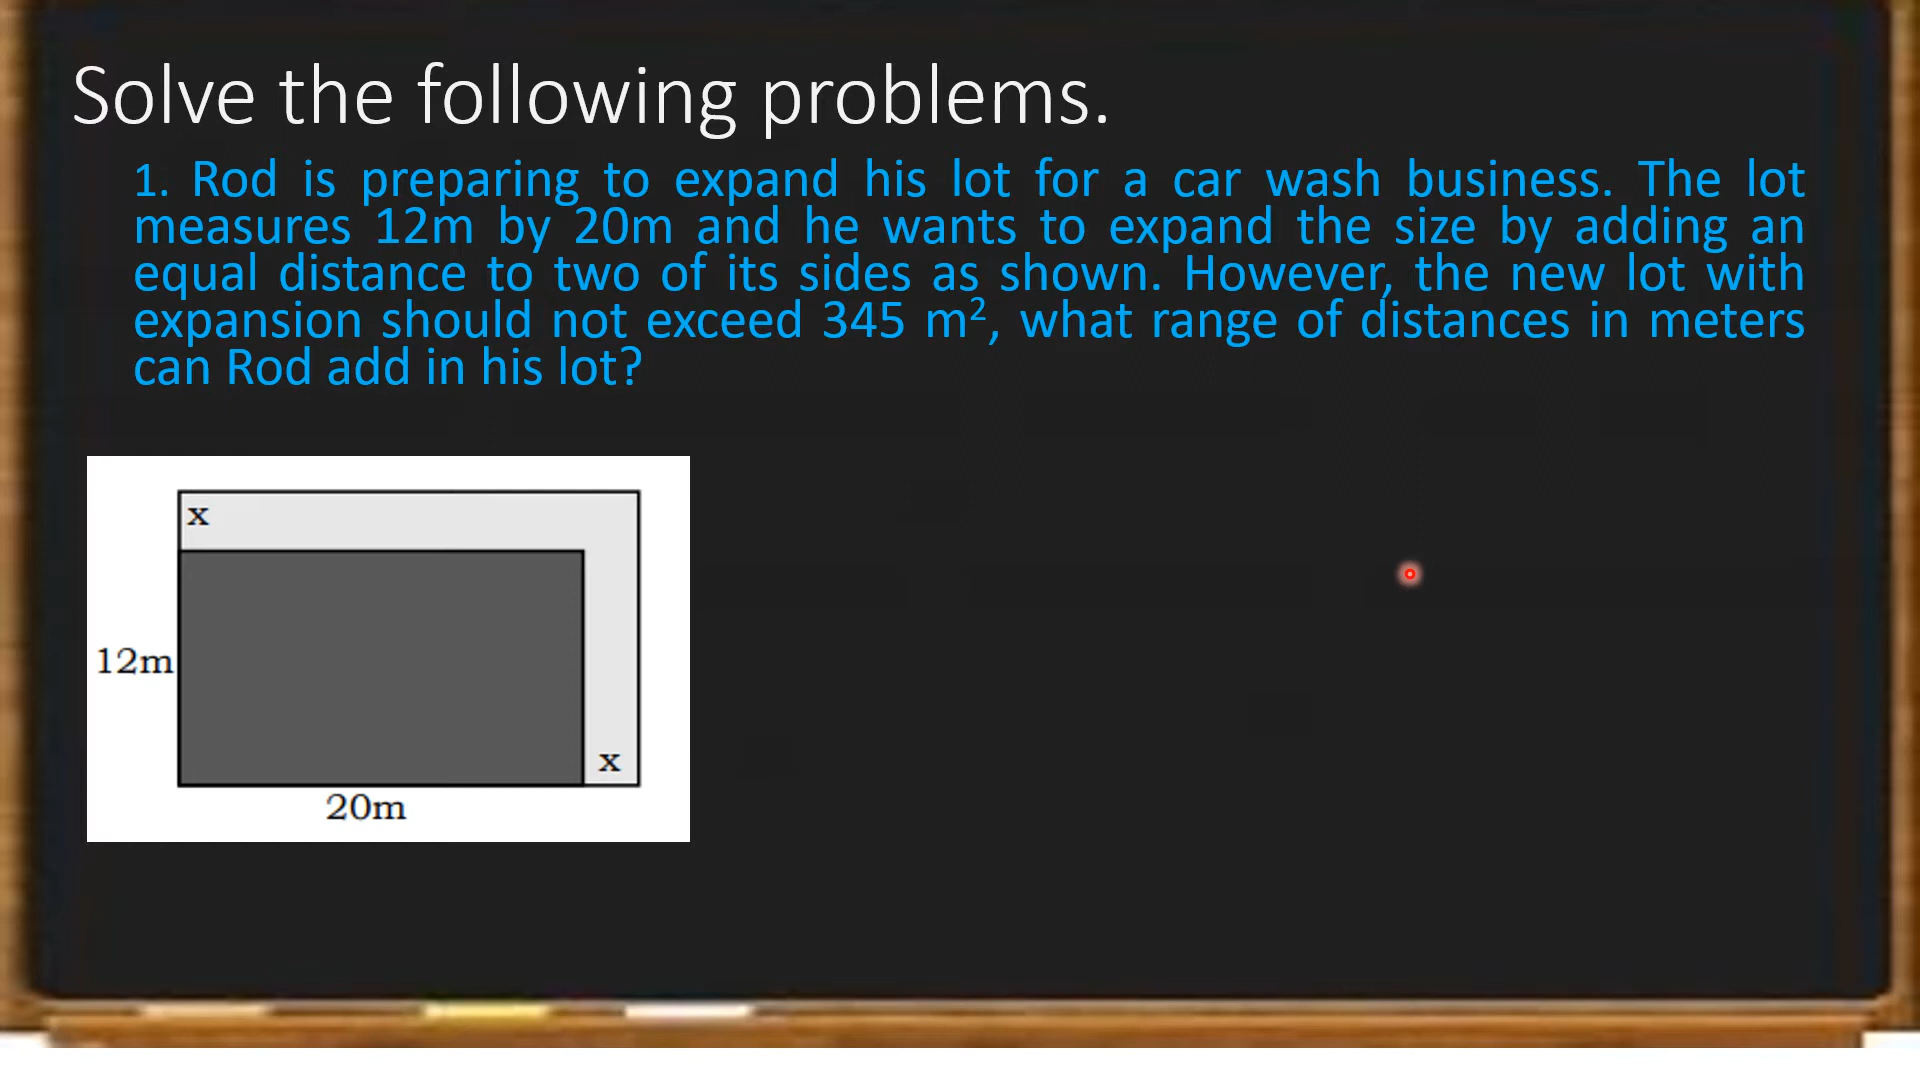 Solve the following problems.
1. Rod is preparing to expand his lot for a car wash business. The lot
measures 12m by 20m and he wants to expand the size by adding an
equal distance to two of its sides as shown. However, the new lot with
expansion should not exceed 345 m², what range of distances in meters
can Rod add in his lot?
x
12m
x
20m